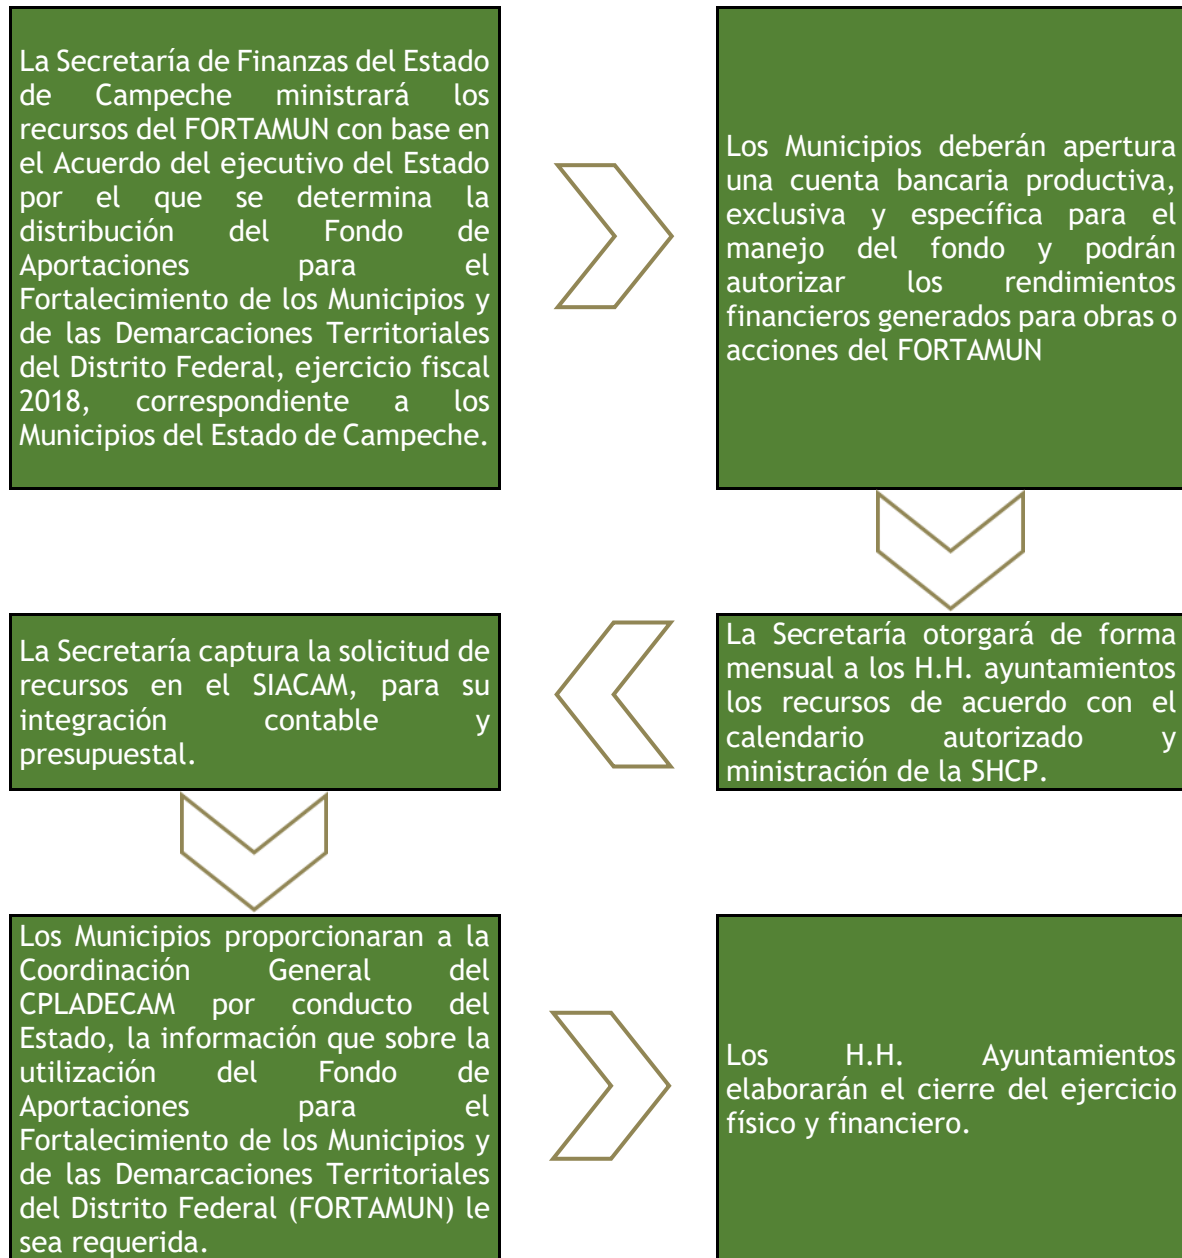 La Secretaría de Finanzas del Estado
de Campeche ministrará los
recursos del FORTAMUN con base en
el Acuerdo del ejecutivo del Estado
por el que se determina la
distribución del Fondo de
Aportaciones para el
Fortalecimiento de los Municipios y
de las Demarcaciones Territoriales
del Distrito Federal, ejercicio fiscal
2018, correspondiente a los
Municipios del Estado de Campeche.
Los Municipios deberán apertura
una cuenta bancaria productiva,
exclusiva y específica para el
manejo del fondo y podrán
autorizar los rendimientos
financieros generados para obras o
acciones del FORTAMUN
La Secretaría otorgará de forma
mensual a los H.H. ayuntamientos
los recursos de acuerdo con el
calendario autorizado y
ministración de la SHCP.
La Secretaría captura la solicitud de
recursos en el SIACAM, para su
integración contable y
presupuestal.
Los Municipios proporcionaran a la
Coordinación General del
CPLADECAM por conducto del
Estado, la información que sobre la
utilización del Fondo de
Aportaciones para el
Fortalecimiento de los Municipios y
de las Demarcaciones Territoriales
del Distrito Federal (FORTAMUN) le
sea requerida.
Los H.H. Ayuntamientos
elaborarán el cierre del ejercicio
físico y financiero.